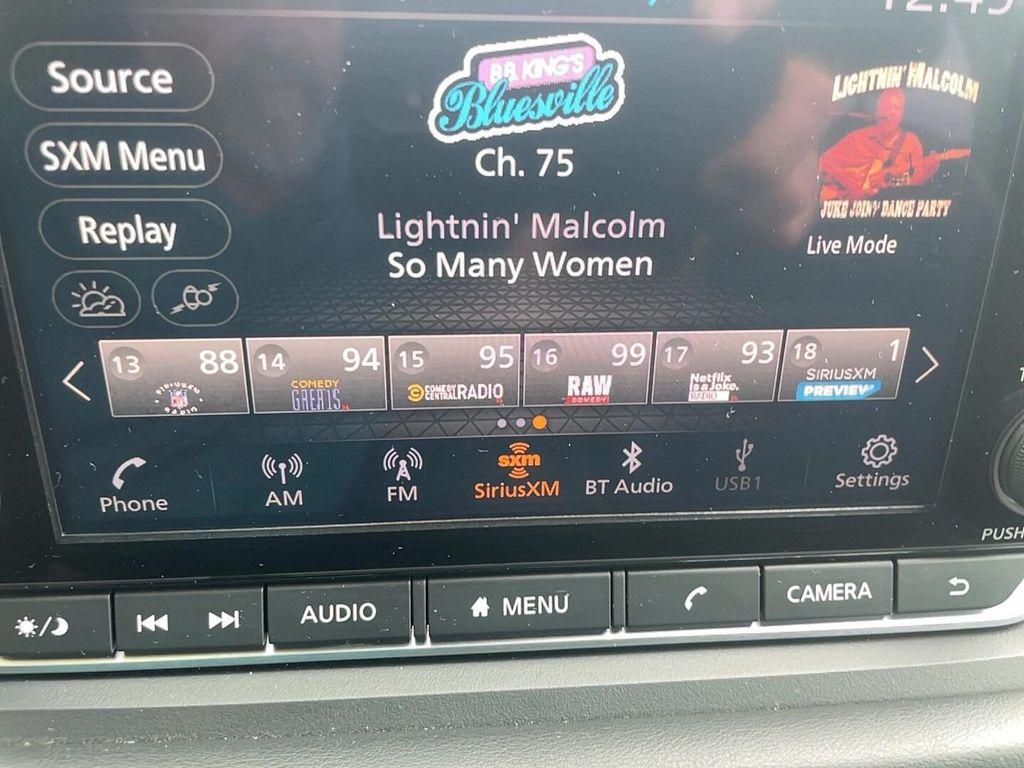 Source
SXM Menu
Replay
B.B. KING'S
Bluesville
Ch. 75
Lightnin' Malcolm
So Many Women
LIGHTNIN' MALCOLM
JUKE JOINT DANCE PARTY
Live Mode
13 88
NFL
RADIO
14 94
COMEDY
GREATS
15 95
COMEDY
CENTRAL RADIO
16 99
RAW
COMEDY
17 93
Netflix
is a Joke.
RADIO
18 1
SIRIUSXM
PREVIEW
Phone
AM
FM
sxm
SiriusXM
BT Audio
USB1
Settings
PUSH
AUDIO
MENU
CAMERA